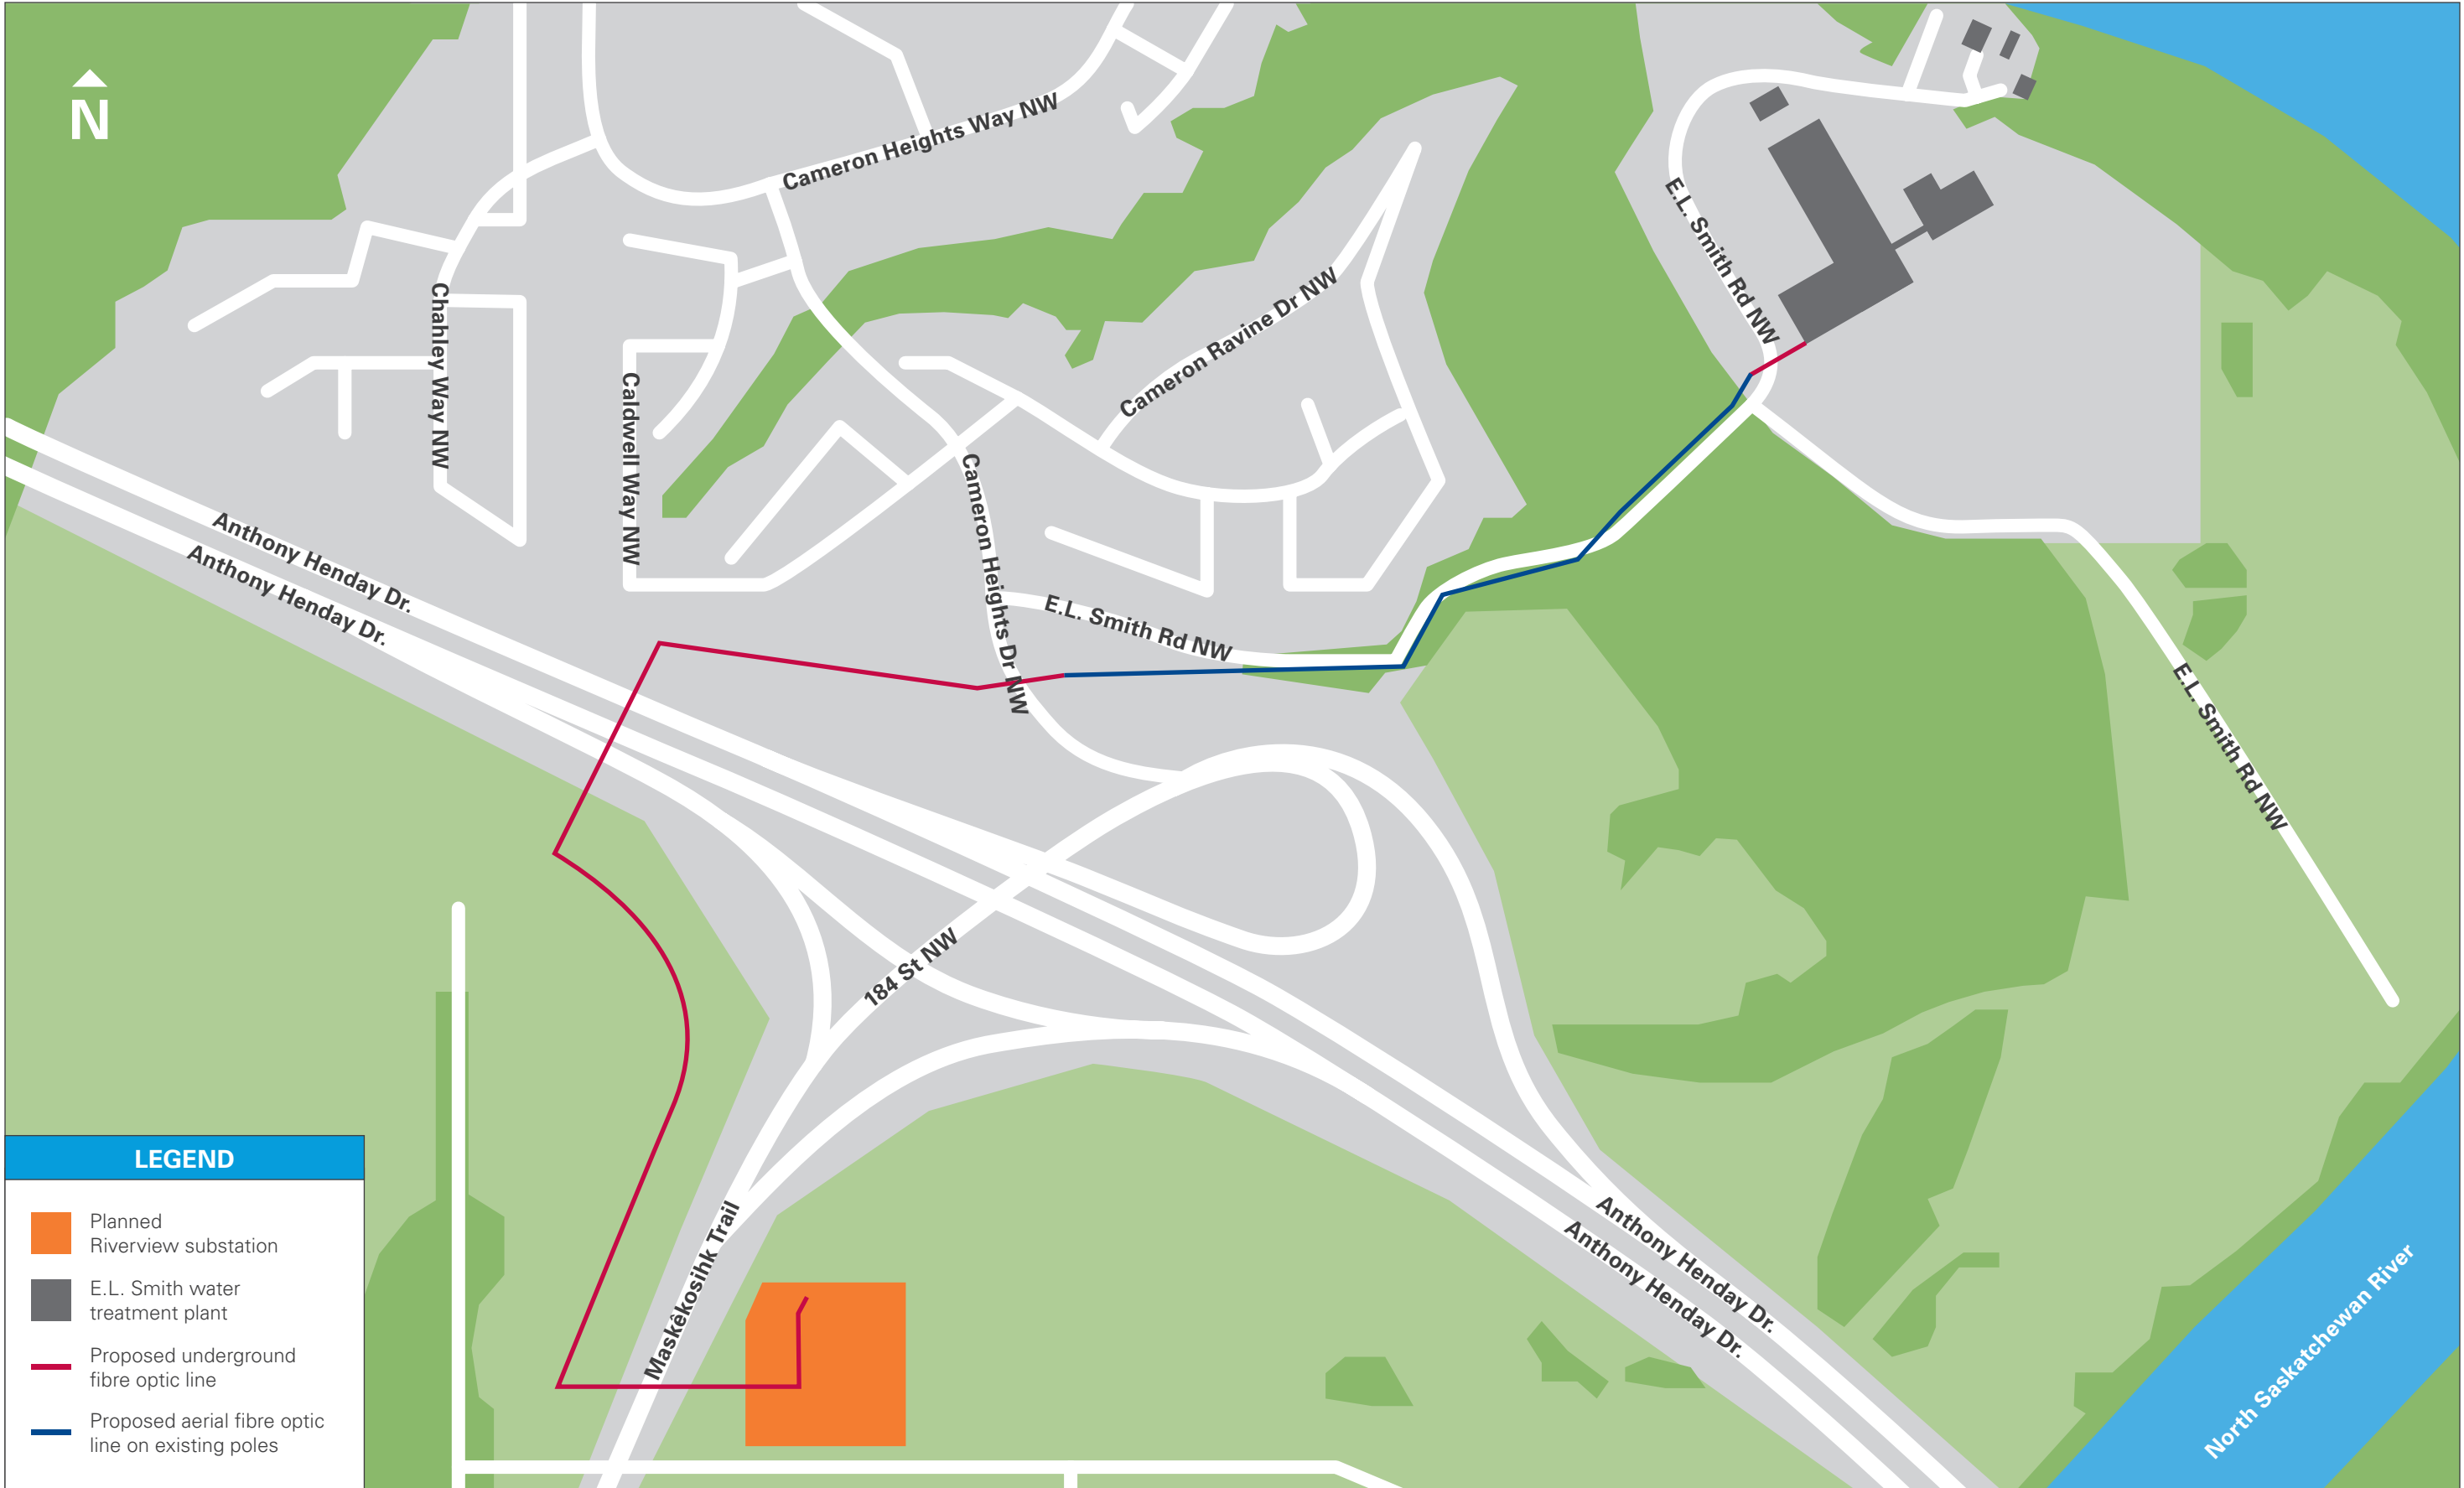 N
Cameron Heights Way NW
E.L. Smith Rd NW
Chahley Way NW
Cameron Ravine Dr NW
Caldwell Way NW
Cameron Heights Dr NW
Anthony Henday Dr.
Anthony Henday Dr.
E.L. Smith Rd NW
E.L. Smith Rd NW
184 St NW
Maskêkosihk Trail
Anthony Henday Dr.
Anthony Henday Dr.
North Saskatchewan River
LEGEND
Planned
Riverview substation
E.L. Smith water
treatment plant
Proposed underground
fibre optic line
Proposed aerial fibre optic
line on existing poles